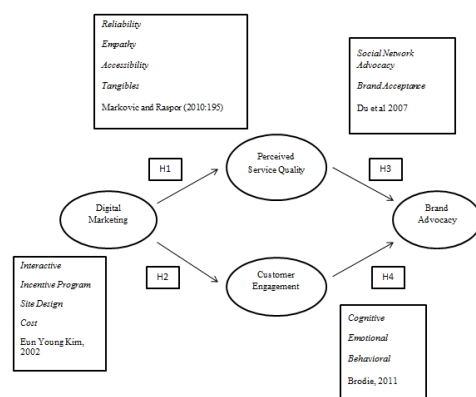 Reliability
Empathy
Accessibility
Tangibles
Markovic and Raspor (2010:195)
Social Network
Advocacy
Brand Acceptance
Du et al 2007
H1
Perceived
Service Quality
H3
Digital
Marketing
Brand
Advocacy
H2
Customer
Engagement
H4
Interactive
Incentive Program
Site Design
Cost
Eun Young Kim,
2002
Cognitive
Emotional
Behavioral
Brodie, 2011